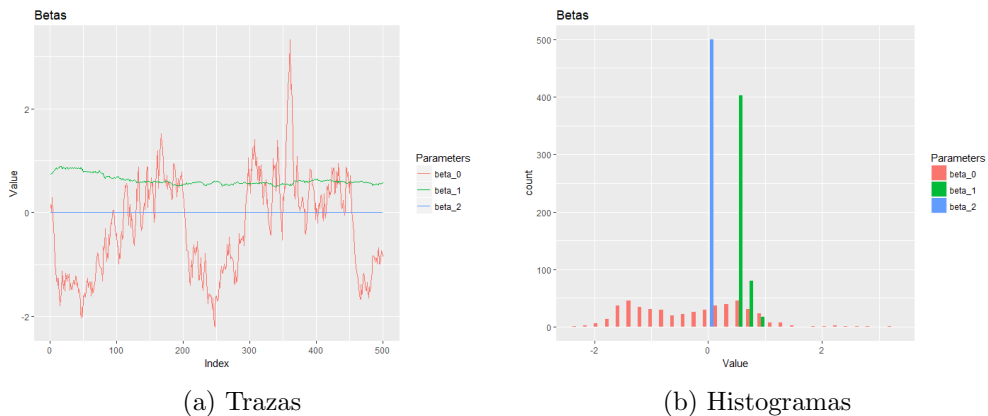 Betas
Value
2
0
-2
0
100
200
300
400
500
Index
Parameters
beta_0
beta_1
beta_2
(a) Trazas
Betas
count
500
400
300
200
100
0
-2
0
2
Value
Parameters
beta_0
beta_1
beta_2
(b) Histogramas